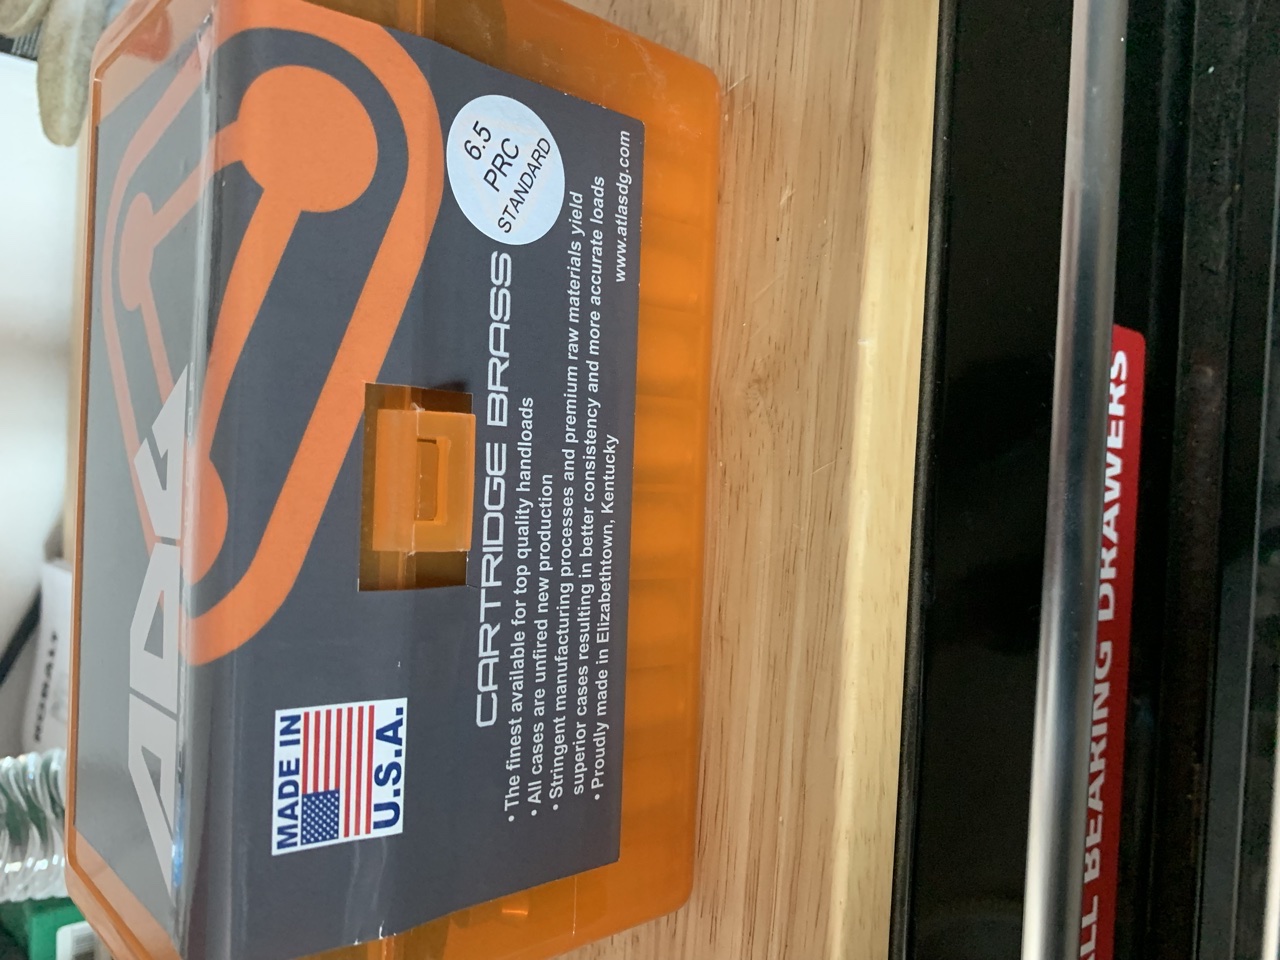 ADG
MADE IN
U.S.A.
6.5
PRC
STANDARD
CARTRIDGE BRASS
• The finest available for top quality handloads
• All cases are unfired new production
• Stringent manufacturing processes and premium raw materials yield
superior cases resulting in better consistency and more accurate loads
• Proudly made in Elizabethtown, Kentucky
www.atlasdg.com
BEARING DRAWERS